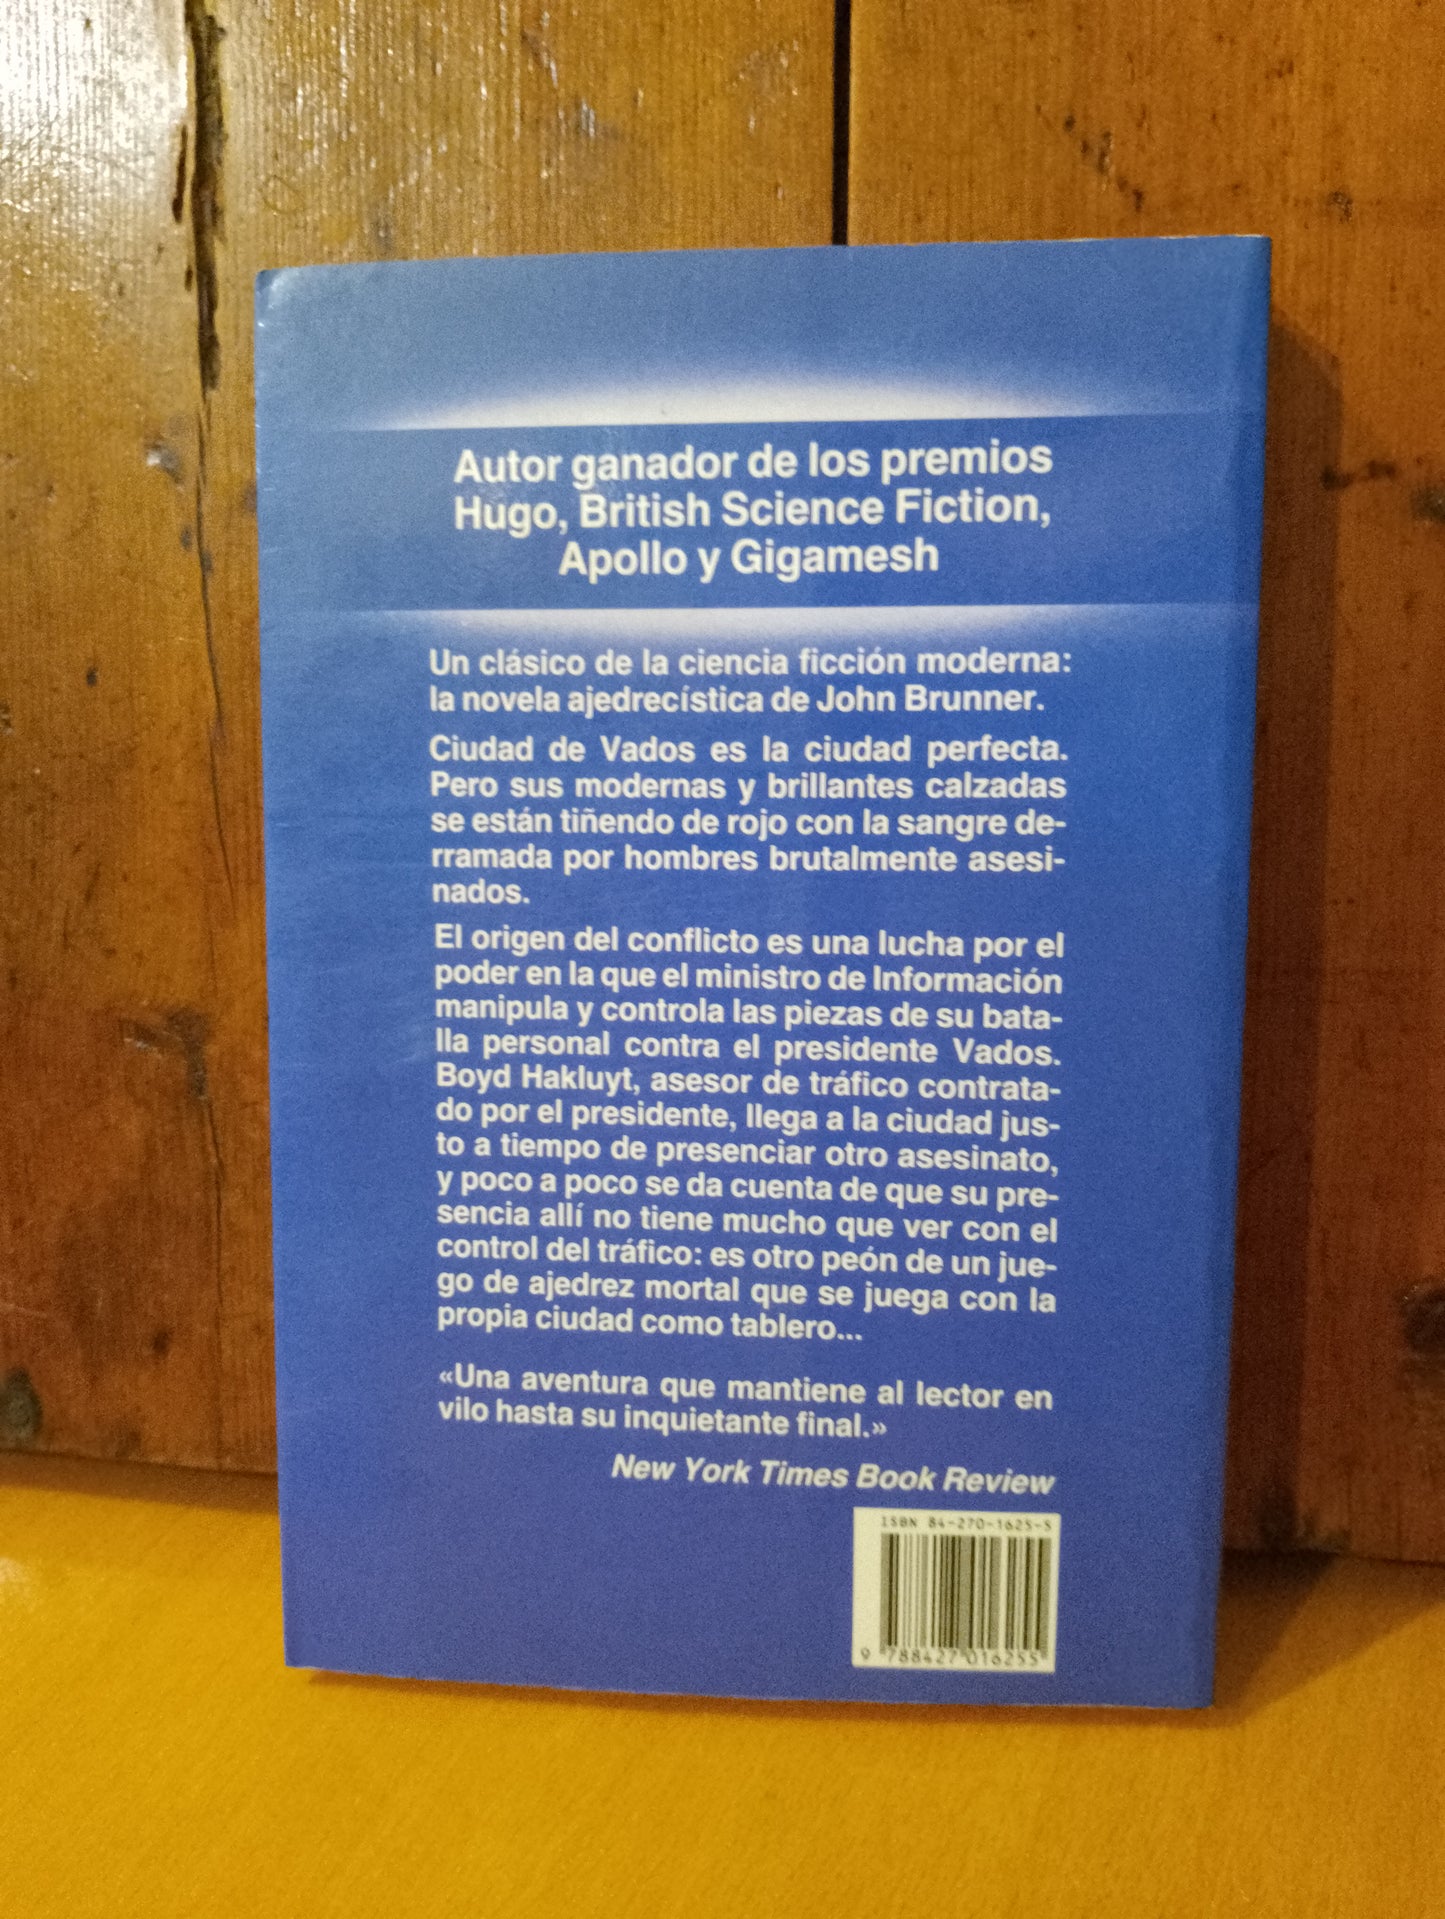 Autor ganador de los premios
Hugo, British Science Fiction,
Apollo y Gigamesh
Un clásico de la ciencia ficción moderna:
la novela ajedrecística de John Brunner.
Ciudad de Vados es la ciudad perfecta.
Pero sus modernas y brillantes calzadas
se están tiñendo de rojo con la sangre de-
rramada por hombres brutalmente asesi-
nados.
El origen del conflicto es una lucha por el
poder en la que el ministro de Información
manipula y controla las piezas de su bata-
lla personal contra el presidente Vados.
Boyd Hakluyt, asesor de tráfico contrata-
do por el presidente, llega a la ciudad jus-
to a tiempo de presenciar otro asesinato,
y poco a poco se da cuenta de que su pre-
sencia allí no tiene mucho que ver con el
control del tráfico: es otro peón de un jue-
go de ajedrez mortal que se juega con la
propia ciudad como tablero...
«Una aventura que mantiene al lector en
vilo hasta su inquietante final.»
New York Times Book Review
ISBN 84-270-1625-5
9 788427 016255